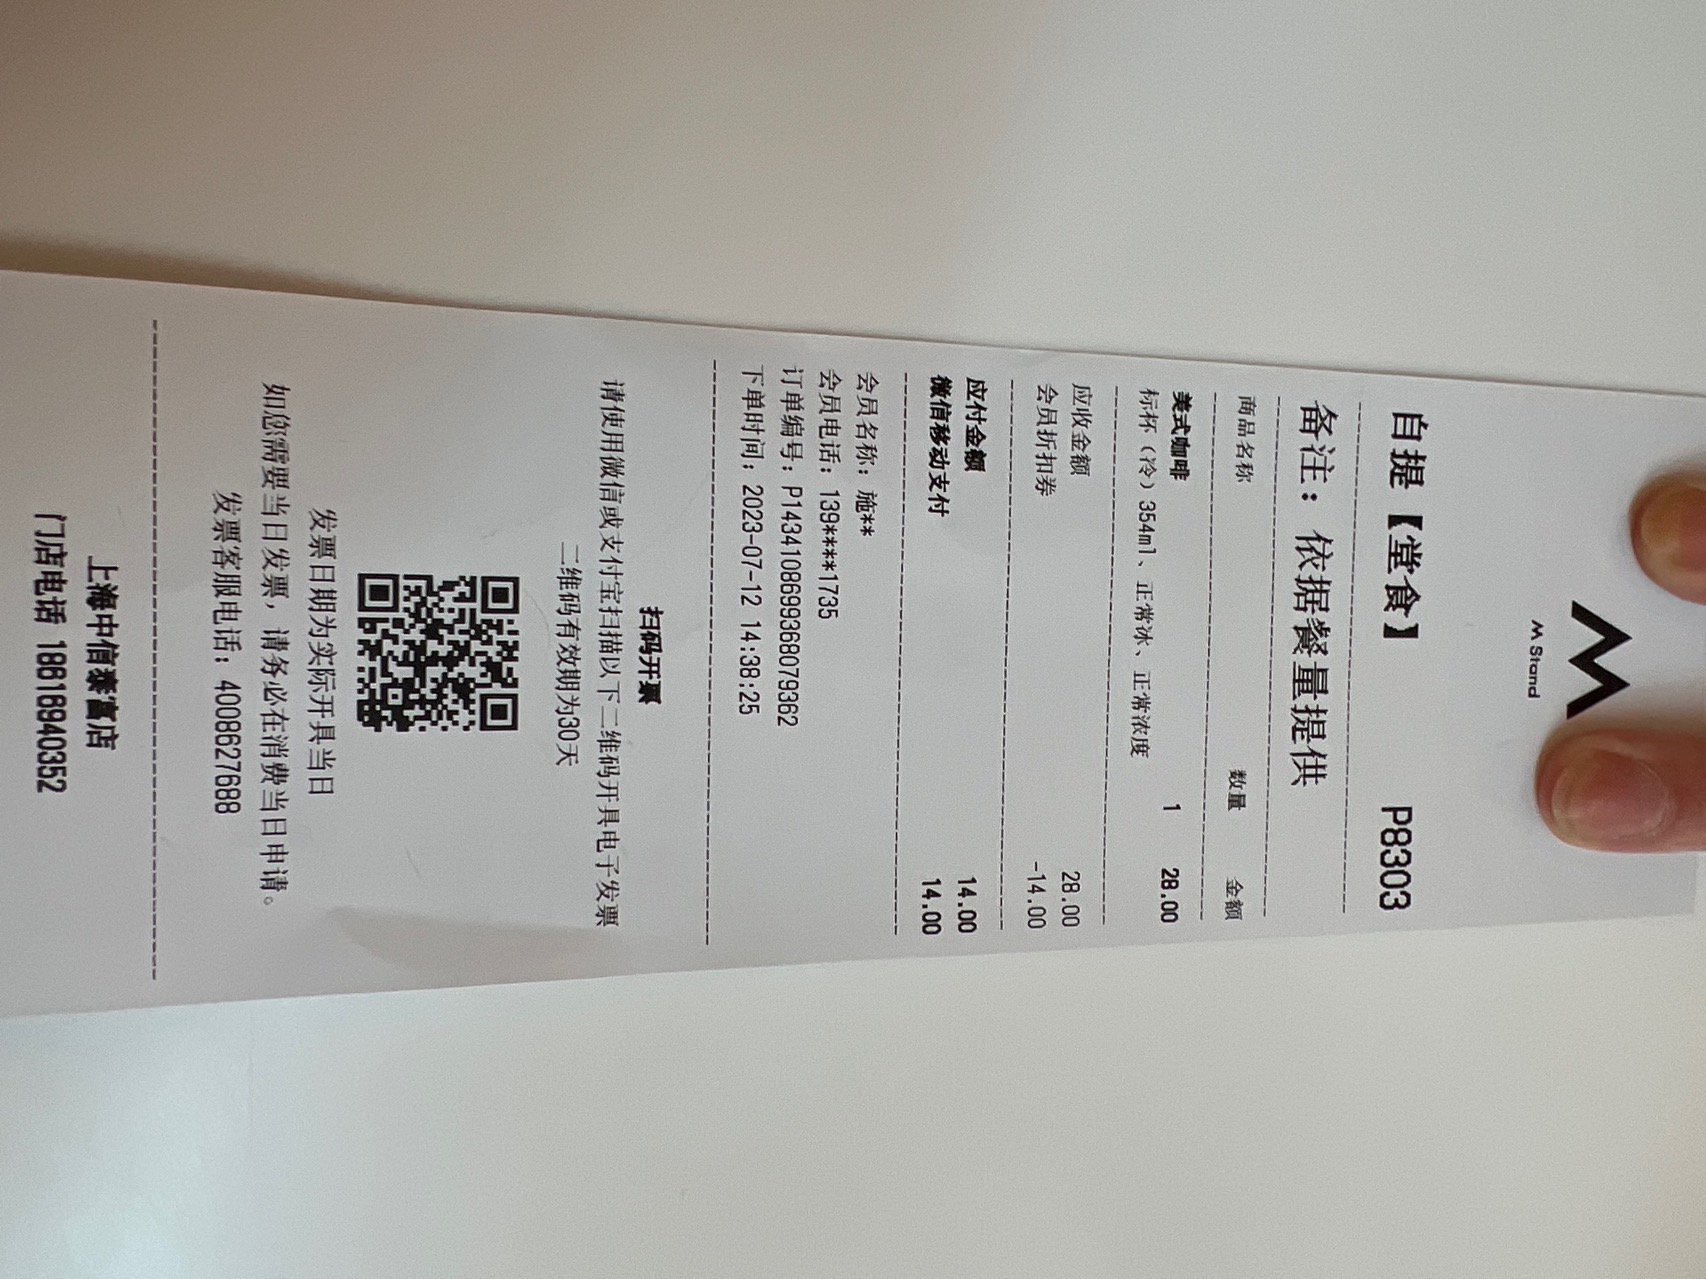 M Stand
自提【堂食】 P8303
备注：依据餐量提供
商品名称 数量 金额
美式咖啡 1 28.00
标杯（冷）354ml、正常冰、正常浓度
应收金额 28.00
会员折扣券 -14.00
应付金额 14.00
微信移动支付 14.00
会员名称：施**
会员电话：139****1735
订单编号：P1434108699368079362
下单时间：2023-07-12 14:38:25
扫码开票
请使用微信或支付宝扫描以下二维码开具电子发票
二维码有效期为30天
发票日期为实际开具当日
如您需要当日发票，请务必在消费当日申请。
发票客服电话：4008627688
上海中信泰富店
门店电话 18818940352